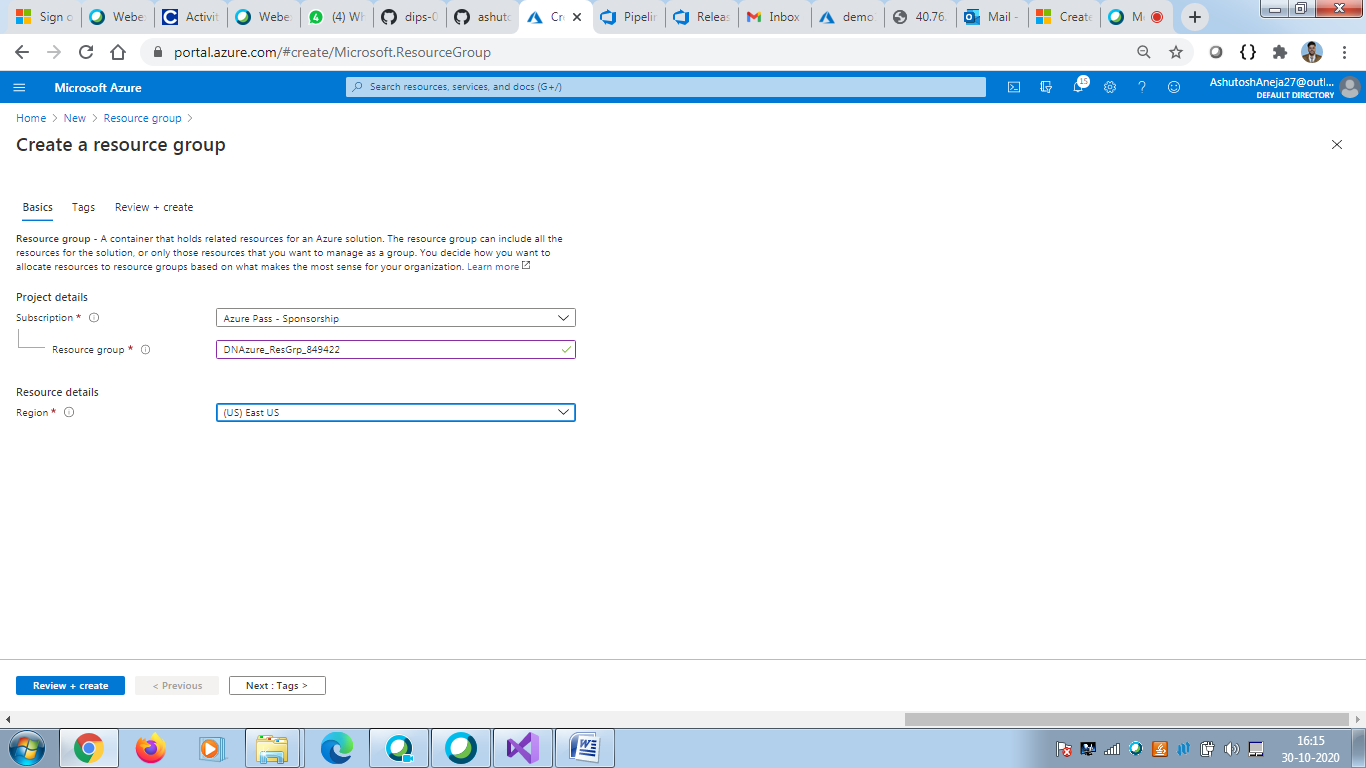 Sign o
Webe
Activit
Webe
(4) Wh
dips-0
ashuto
Cr
Pipelin
Releas
Inbox
demo
40.76.
Mail -
Create
M
portal.azure.com/#create/Microsoft.ResourceGroup
Microsoft Azure
Search resources, services, and docs (G+/)
15
AshutoshAneja27@outl...
DEFAULT DIRECTORY
Home > New > Resource group >
Create a resource group
Basics
Tags
Review + create
Resource group - A container that holds related resources for an Azure solution. The resource group can include all the
resources for the solution, or only those resources that you want to manage as a group. You decide how you want to
allocate resources to resource groups based on what makes the most sense for your organization. Learn more
Project details
Subscription *
Azure Pass - Sponsorship
Resource group *
DNAzure_ResGrp_849422
Resource details
Region *
(US) East US
Review + create
< Previous
Next : Tags >
16:15
30-10-2020